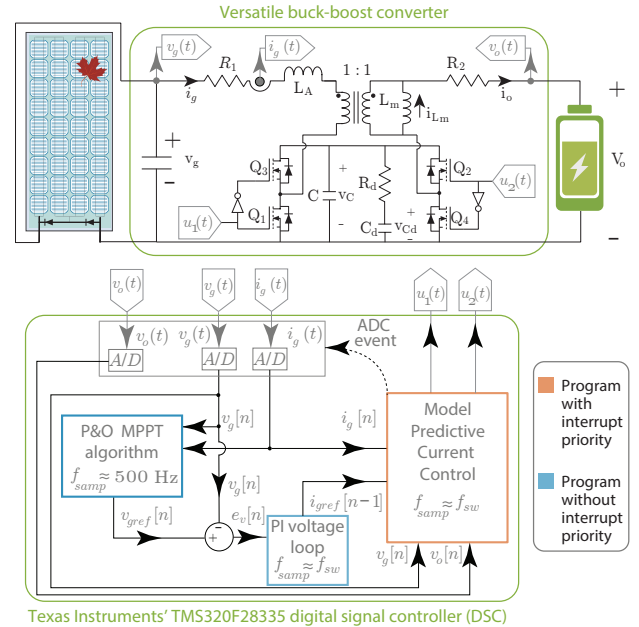 Versatile buck-boost converter
v_g(t)
i_g(t)
v_o(t)
R_1
L_A
1 : 1
L_m
R_2
i_g
i_Lm
i_o
+
v_g
-
Q_3
Q_1
u_1(t)
C
+
v_C
-
R_d
C_d
+
v_Cd
-
Q_2
Q_4
u_2(t)
+
V_o
-
v_o(t)
v_g(t)
i_g(t)
u_1(t)
u_2(t)
v_o(t)
v_g(t)
i_g(t)
ADC
event
A/D
A/D
A/D
v_g[n]
i_g[n]
P&O MPPT
algorithm
f_samp ≈ 500 Hz
Model
Predictive
Current
Control
f_samp ≈ f_sw
v_g[n]
i_gref[n-1]
v_gref[n]
-
+
e_v[n]
PI voltage
loop
f_samp ≈ f_sw
v_g[n]
v_o[n]
Program
with
interrupt
priority
Program
without
interrupt
priority
Texas Instruments' TMS320F28335 digital signal controller (DSC)